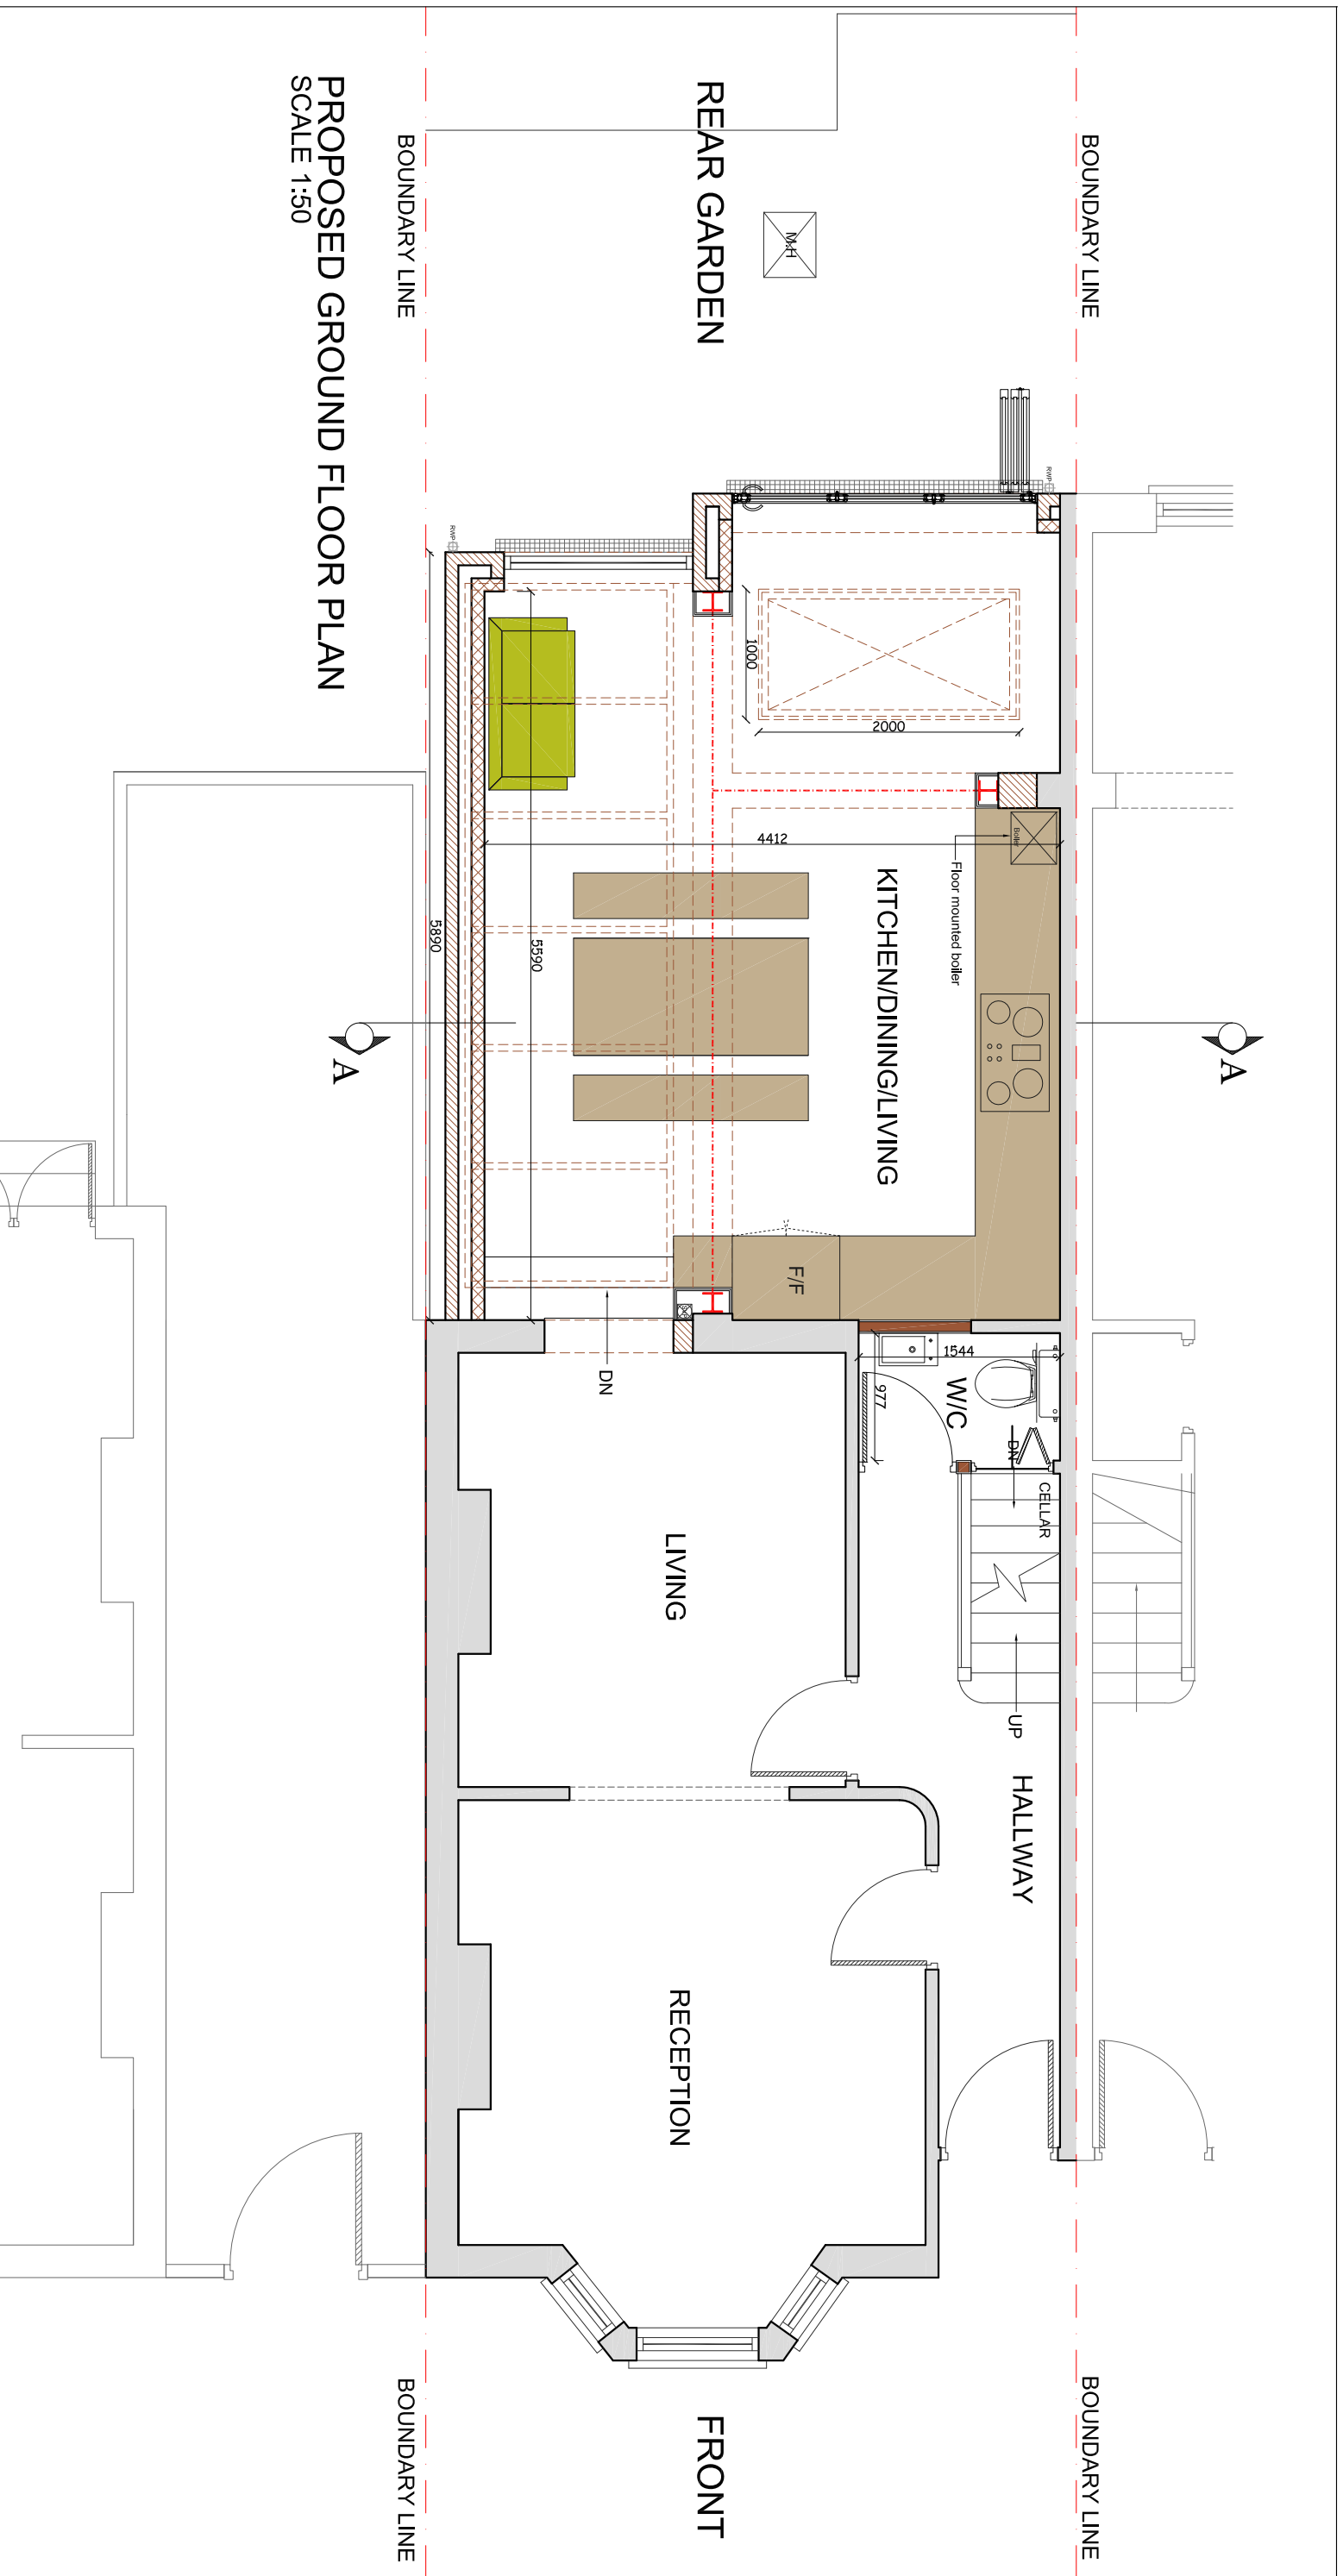 PROPOSED GROUND FLOOR PLAN
SCALE 1:50
BOUNDARY LINE
BOUNDARY LINE
REAR GARDEN
M.H
RWP
RWP
1000
2000
4412
5890
5590
Boiler
Floor mounted boiler
KITCHEN/DINING/LIVING
A
A
F/F
DN
1544
977
W/C
DN
CELLAR
UP
HALLWAY
LIVING
RECEPTION
FRONT
BOUNDARY LINE
BOUNDARY LINE